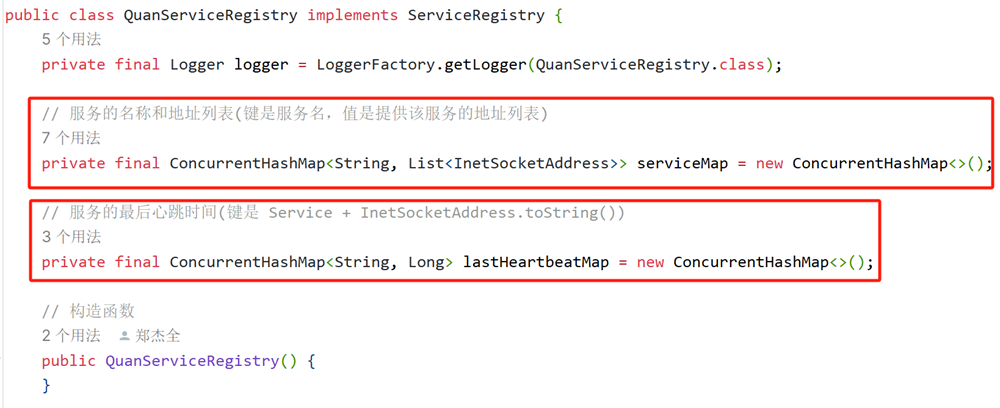 public class QuanServiceRegistry implements ServiceRegistry {
5 个用法
private final Logger logger = LoggerFactory.getLogger(QuanServiceRegistry.class);
// 服务的名称和地址列表(键是服务名，值是提供该服务的地址列表)
7 个用法
private final ConcurrentHashMap<String, List<InetSocketAddress>> serviceMap = new ConcurrentHashMap<>();
// 服务的最后心跳时间(键是 Service + InetSocketAddress.toString())
3 个用法
private final ConcurrentHashMap<String, Long> lastHeartbeatMap = new ConcurrentHashMap<>();
// 构造函数
2 个用法 郑杰全
public QuanServiceRegistry() {
}